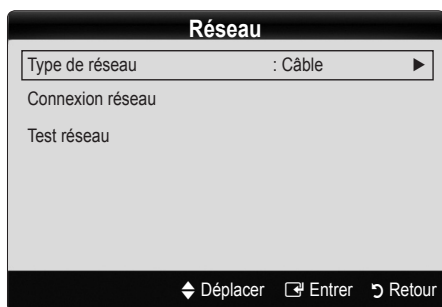 Réseau
Type de réseau : Câble ▶
Connexion réseau
Test réseau
Déplacer Entrer Retour